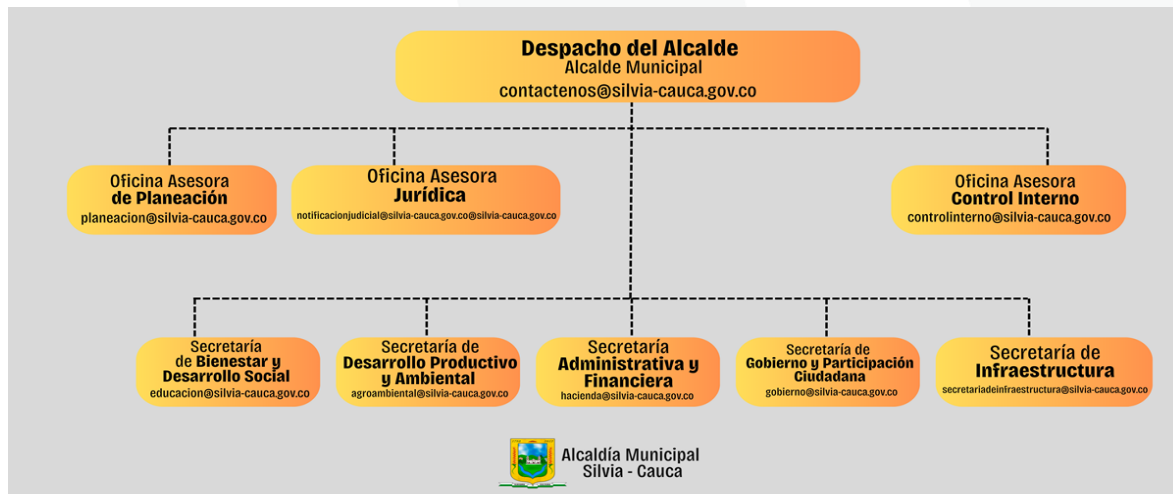 Despacho del Alcalde
Alcalde Municipal
contactenos@silvia-cauca.gov.co
Oficina Asesora
de Planeación
planeacion@silvia-cauca.gov.co
Oficina Asesora
Jurídica
notificacionjudicial@silvia-cauca.gov.co@silvia-cauca.gov.co
Oficina Asesora
Control Interno
controlinterno@silvia-cauca.gov.co
Secretaría
de Bienestar y
Desarrollo Social
educacion@silvia-cauca.gov.co
Secretaría de
Desarrollo Productivo
y Ambiental
agroambiental@silvia-cauca.gov.co
Secretaría
Administrativa y
Financiera
hacienda@silvia-cauca.gov.co
Secretaría de
Gobierno y Participación
Ciudadana
gobierno@silvia-cauca.gov.co
Secretaría de
Infraestructura
secretariadeinfraestructura@silvia-cauca.gov.co
Alcaldía Municipal
Silvia - Cauca